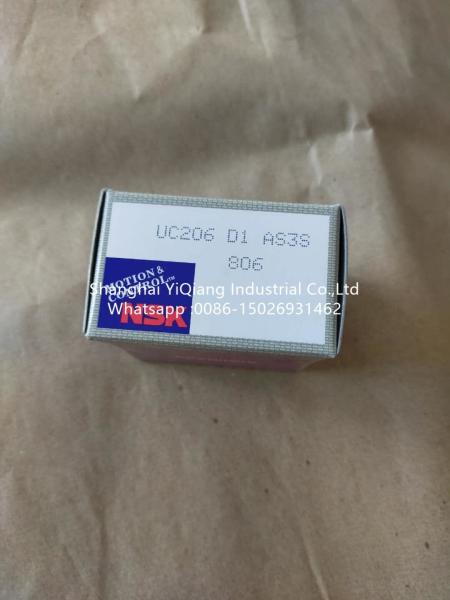 UC206 D1 AS3S
806
MOTION &
CONTROL™
NSK
Shanghai YiQiang Industrial Co.,Ltd
Whatsapp :0086-15026931462